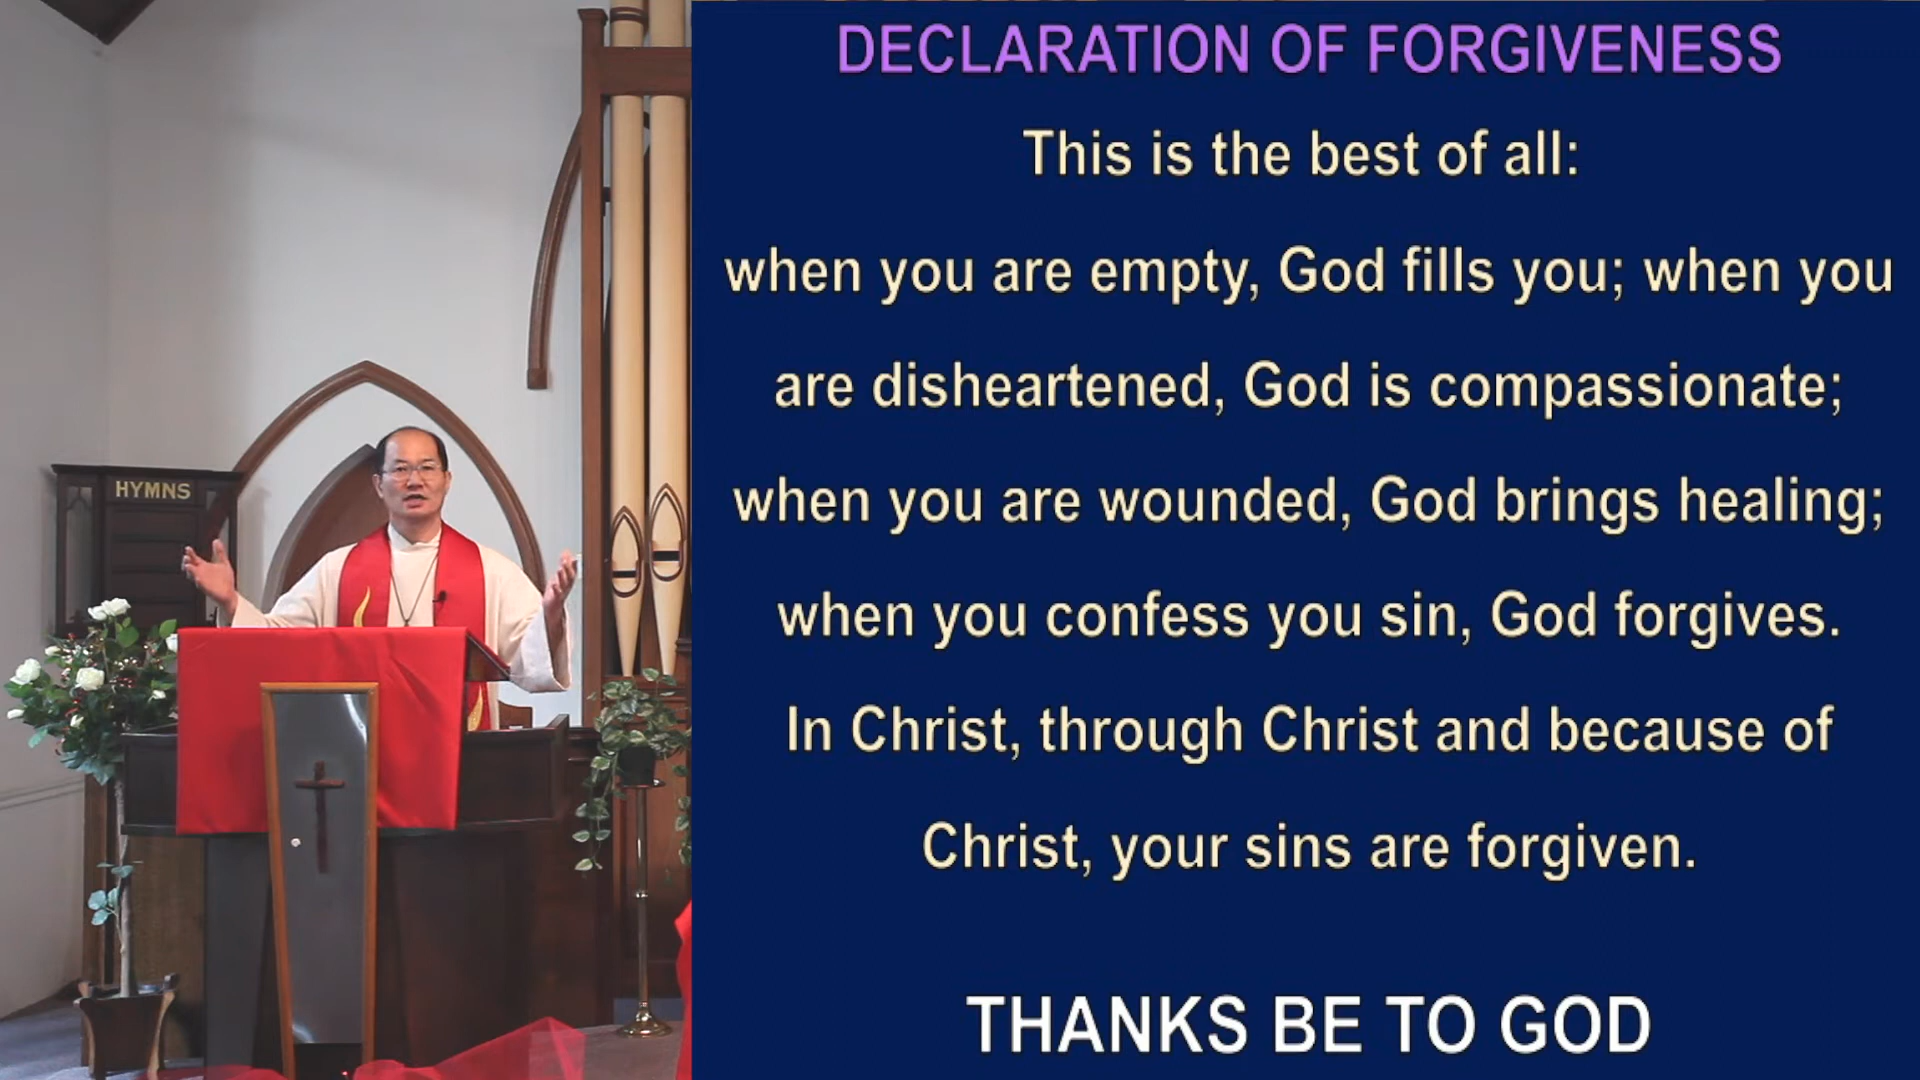 HYMNS
DECLARATION OF FORGIVENESS
This is the best of all:
when you are empty, God fills you; when you
are disheartened, God is compassionate;
when you are wounded, God brings healing;
when you confess you sin, God forgives.
In Christ, through Christ and because of
Christ, your sins are forgiven.
THANKS BE TO GOD